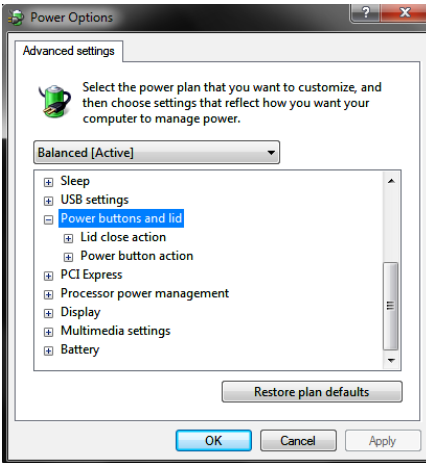 Power Options
Advanced settings
Select the power plan that you want to customize, and
then choose settings that reflect how you want your
computer to manage power.
Balanced [Active]
Sleep
USB settings
Power buttons and lid
Lid close action
Power button action
PCI Express
Processor power management
Display
Multimedia settings
Battery
Restore plan defaults
OK Cancel Apply